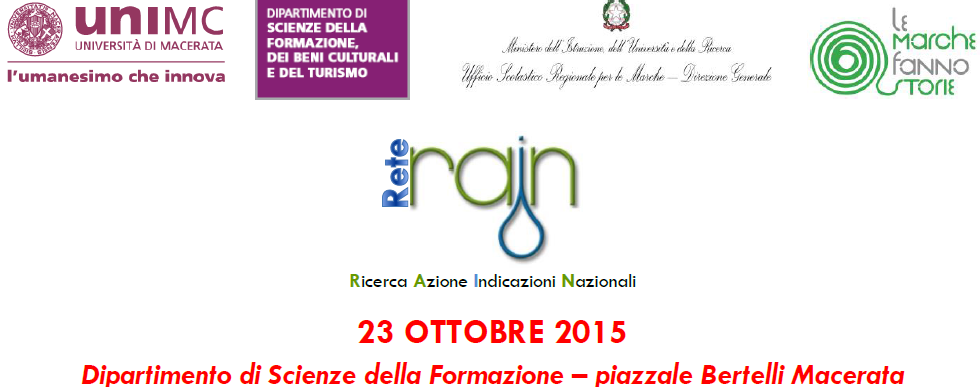 unIMC
UNIVERSITÀ DI MACERATA
l'umanesimo che innova
DIPARTIMENTO DI
SCIENZE DELLA
FORMAZIONE,
DEI BENI CULTURALI
E DEL TURISMO
Ministero dell'Istruzione, dell'Università e della Ricerca
Ufficio Scolastico Regionale per le Marche – Direzione Generale
Le
Marche
fanno
storie
Rete rain
Ricerca Azione Indicazioni Nazionali
23 OTTOBRE 2015
Dipartimento di Scienze della Formazione – piazzale Bertelli Macerata